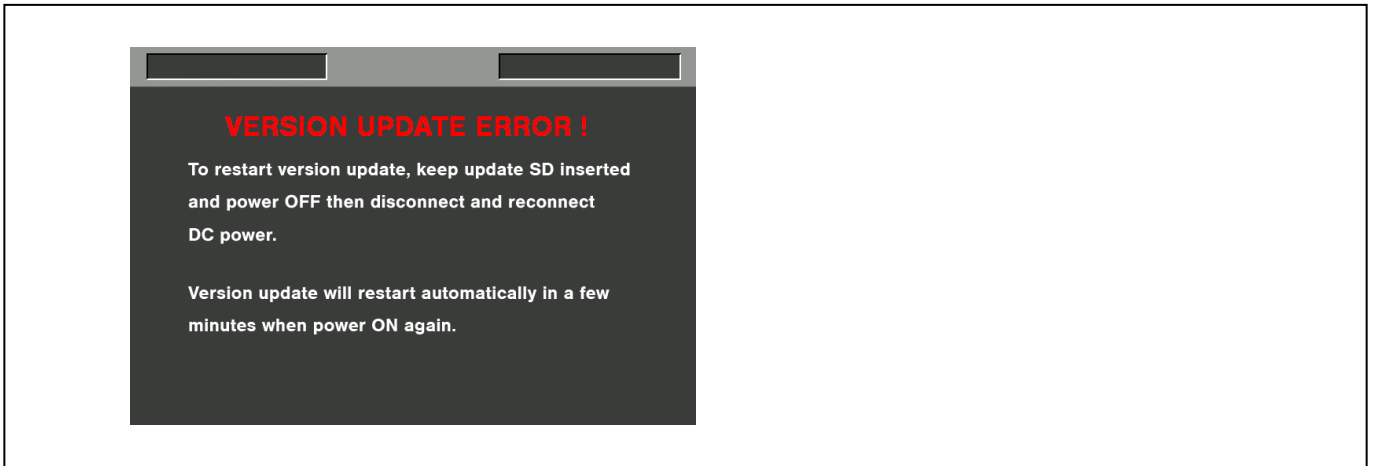 VERSION UPDATE ERROR !
To restart version update, keep update SD inserted
and power OFF then disconnect and reconnect
DC power.
Version update will restart automatically in a few
minutes when power ON again.